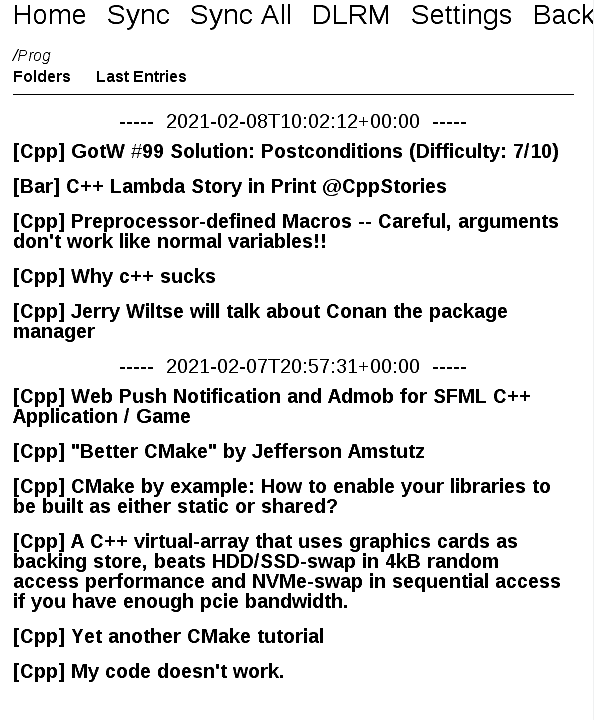 Home Sync Sync All DLRM Settings Back
/Prog
Folders Last Entries
----- 2021-02-08T10:02:12+00:00 -----
[Cpp] GotW #99 Solution: Postconditions (Difficulty: 7/10)
[Bar] C++ Lambda Story in Print @CppStories
[Cpp] Preprocessor-defined Macros -- Careful, arguments
don't work like normal variables!!
[Cpp] Why c++ sucks
[Cpp] Jerry Wiltse will talk about Conan the package
manager
----- 2021-02-07T20:57:31+00:00 -----
[Cpp] Web Push Notification and Admob for SFML C++
Application / Game
[Cpp] "Better CMake" by Jefferson Amstutz
[Cpp] CMake by example: How to enable your libraries to
be built as either static or shared?
[Cpp] A C++ virtual-array that uses graphics cards as
backing store, beats HDD/SSD-swap in 4kB random
access performance and NVMe-swap in sequential access
if you have enough pcie bandwidth.
[Cpp] Yet another CMake tutorial
[Cpp] My code doesn't work.